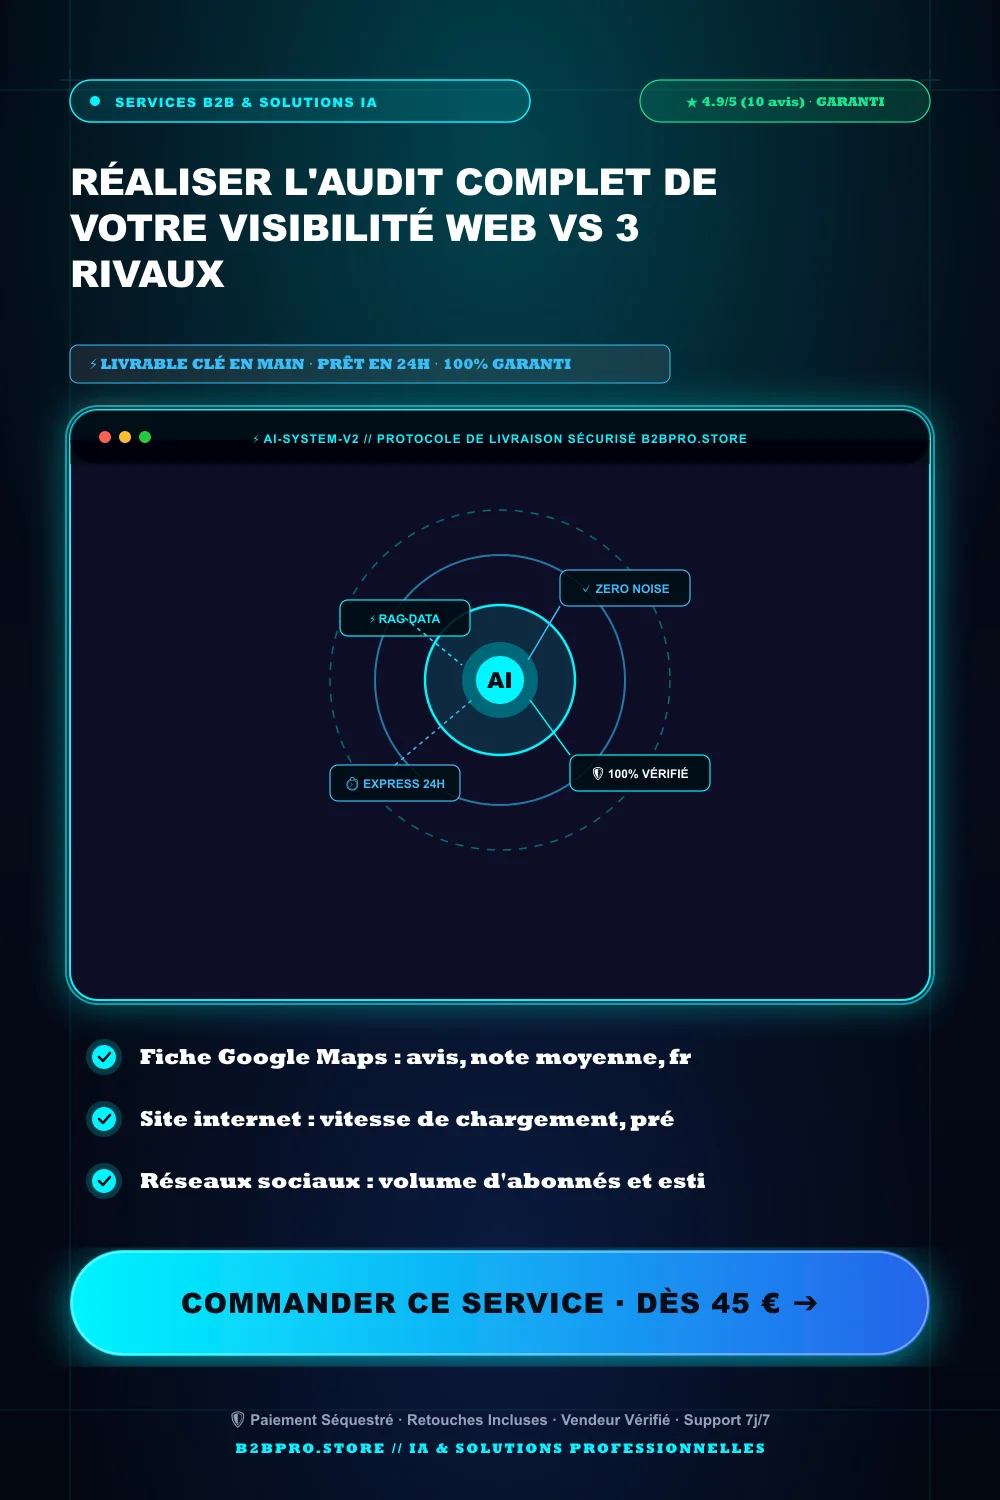 SERVICES B2B & SOLUTIONS IA
★ 4.9/5 (10 avis) · GARANTI
RÉALISER L'AUDIT COMPLET DE
VOTRE VISIBILITÉ WEB VS 3
RIVAUX
⚡ LIVRABLE CLÉ EN MAIN · PRÊT EN 24H · 100% GARANTI
⚡ AI-SYSTEM-V2 // PROTOCOLE DE LIVRAISON SÉCURISÉ B2BPRO.STORE
✓ ZERO NOISE
⚡ RAG DATA
AI
⏱ EXPRESS 24H
🛡 100% VÉRIFIÉ
Fiche Google Maps : avis, note moyenne, fr
Site internet : vitesse de chargement, pré
Réseaux sociaux : volume d'abonnés et esti
COMMANDER CE SERVICE · DÈS 45 € ➔
🛡 Paiement Séquestré · Retouches Incluses · Vendeur Vérifié · Support 7j/7
B2BPRO.STORE // IA & SOLUTIONS PROFESSIONNELLES